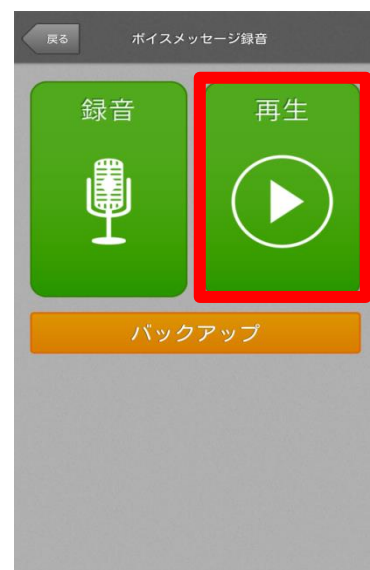 戻る
ボイスメッセージ録音
録音
再生
バックアップ